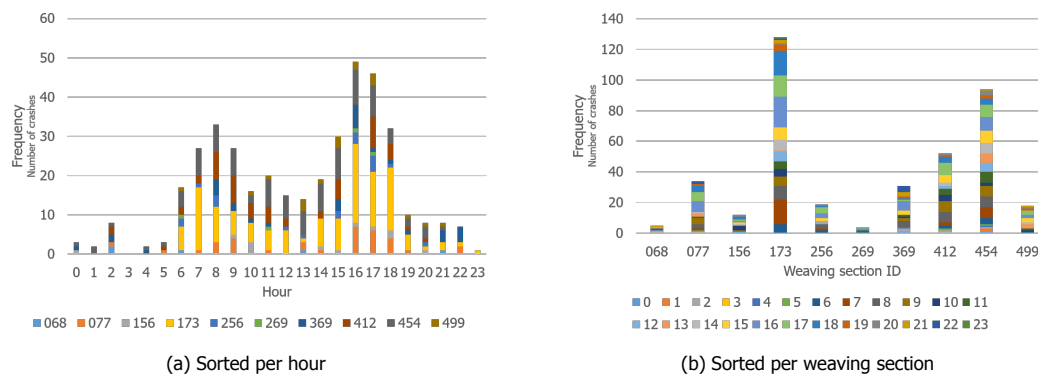 60
50
40
30
20
10
0
Frequency
Number of crashes
0 1 2 3 4 5 6 7 8 9 10 11 12 13 14 15 16 17 18 19 20 21 22 23
Hour
068 077 156 173 256 269 369 412 454 499
(a) Sorted per hour
140
120
100
80
60
40
20
0
Frequency
Number of crashes
068 077 156 173 256 269 369 412 454 499
Weaving section ID
0 1 2 3 4 5 6 7 8 9 10 11
12 13 14 15 16 17 18 19 20 21 22 23
(b) Sorted per weaving section